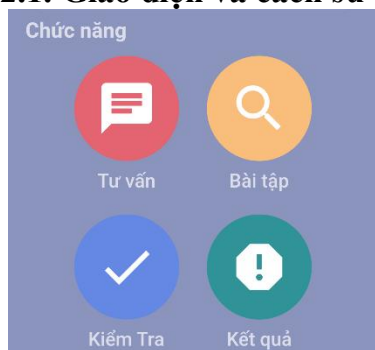 Chức năng
Tư vấn
Bài tập
Kiểm Tra
Kết quả